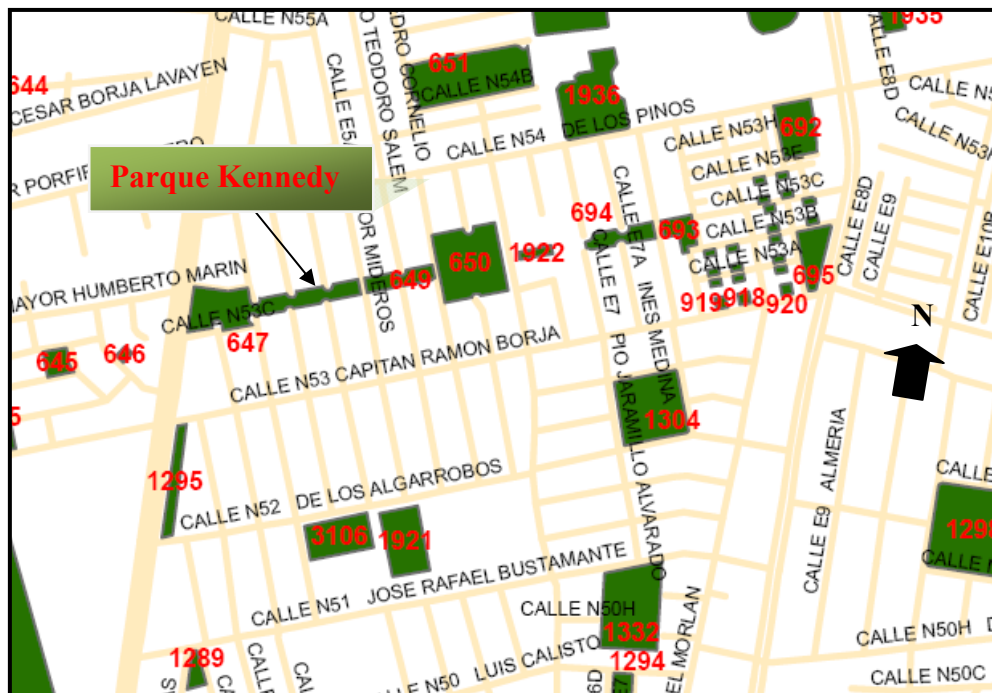 CALLE N55A
1935
644
CESAR BORJA LAVAYEN
651
CALLE N54B
CALLE E8D
CALLE E5A
TEODORO SALEM
CORNELIO
1936
DE LOS PINOS
CALLE N54
CALLE N53H
692
CALLE N53E
CALLE N53C
CALLE N53B
CALLE N53A
Parque Kennedy
694
693
CALLE E7A
INES MEDINA
CALLE E7
PIO JARAMILLO ALVARADO
CALLE E8D
CALLE E9
CALLE E10B
695
MAYOR HUMBERTO MARIN
650
1922
649
MIDEROS
CALLE N53C
647
646
645
919
918
920
N
CALLE N53 CAPITAN RAMON BORJA
1304
1295
CALLE N52 DE LOS ALGARROBOS
CALLE E9 ALMERIA
3106
1921
1298
CALLE N51 JOSE RAFAEL BUSTAMANTE
CALLE N50H
1332
1294
MORLAN
CALLE N50H
CALLE N50C
1289
CALLE N50 LUIS CALISTO